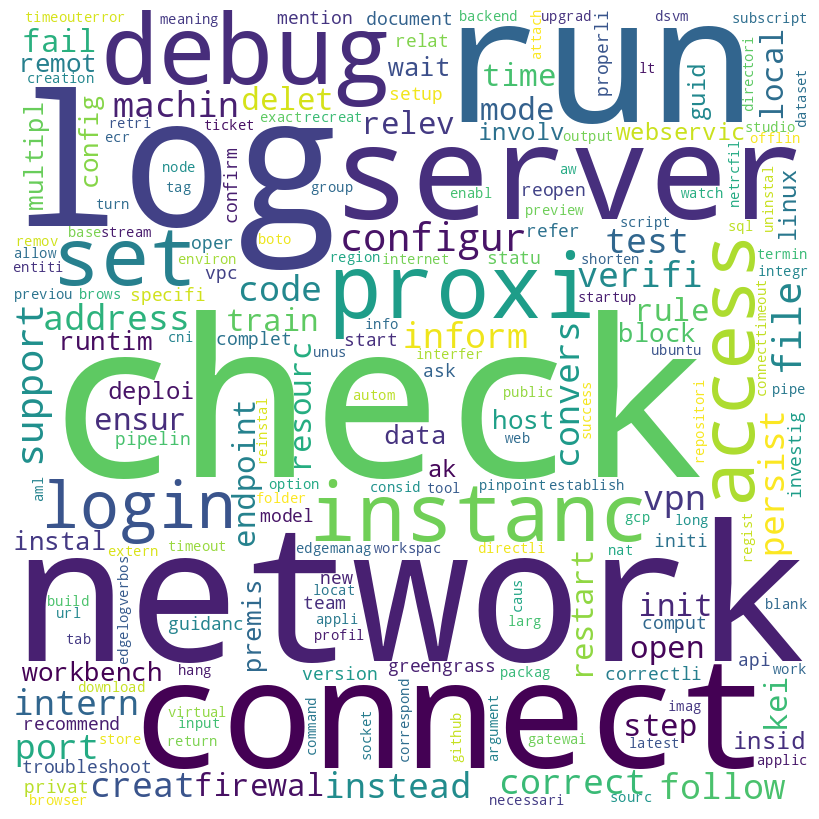 timeouterror
meaning
mention
document
backend
upgrad
dsvm
subscript
fail
debug
run
attach
properli
lt
directori
local
remot
relat
creation
machin
delet
wait
time
guid
dataset
setup
mode
config
multipl
retri
ecr
ticket
exactrecreat
relev
involv
output
webservic
studio
offlin
log
server
node
tag
confirm
group
enabl
aw
reopen
preview
watch
netrcfil
uninstal
linux
turn
base
stream
remov
allow
entiti
set
oper
boto
configur
refer
script
test
sql
access
environ
vpc
region
internet
statu
shorten
verifi
termin
integr
previou
brows
specifi
code
proxi
startup
file
support
address
train
info
start
inform
rule
block
connecttimeout
cni
complet
unus
interfer
convers
ubuntu
runtim
resourc
ask
check
pipe
deploi
autom
public
success
host
repositori
persist
investig
ensur
pipelin
endpoint
reinstal
data
web
ak
aml
option
folder
consid
tool
pinpoint
establish
vpn
login
model
instanc
gcp
long
regist
instal
extern
timeout
edgemanag
workspac
directli
nat
initi
network
build
url
tab
edgelogverbos
new
locat
team
appli
profil
caus
larg
restart
init
comput
blank
guidanc
premis
open
correctli
api
work
workbench
hang
version
greengrass
packag
kei
download
intern
recommend
virtual
input
return
store
connect
command
socket
correspond
github
argument
gatewai
step
imag
latest
insid
applic
port
troubleshoot
privat
browser
creat
firewal
instead
correct
necessari
sourc
follow